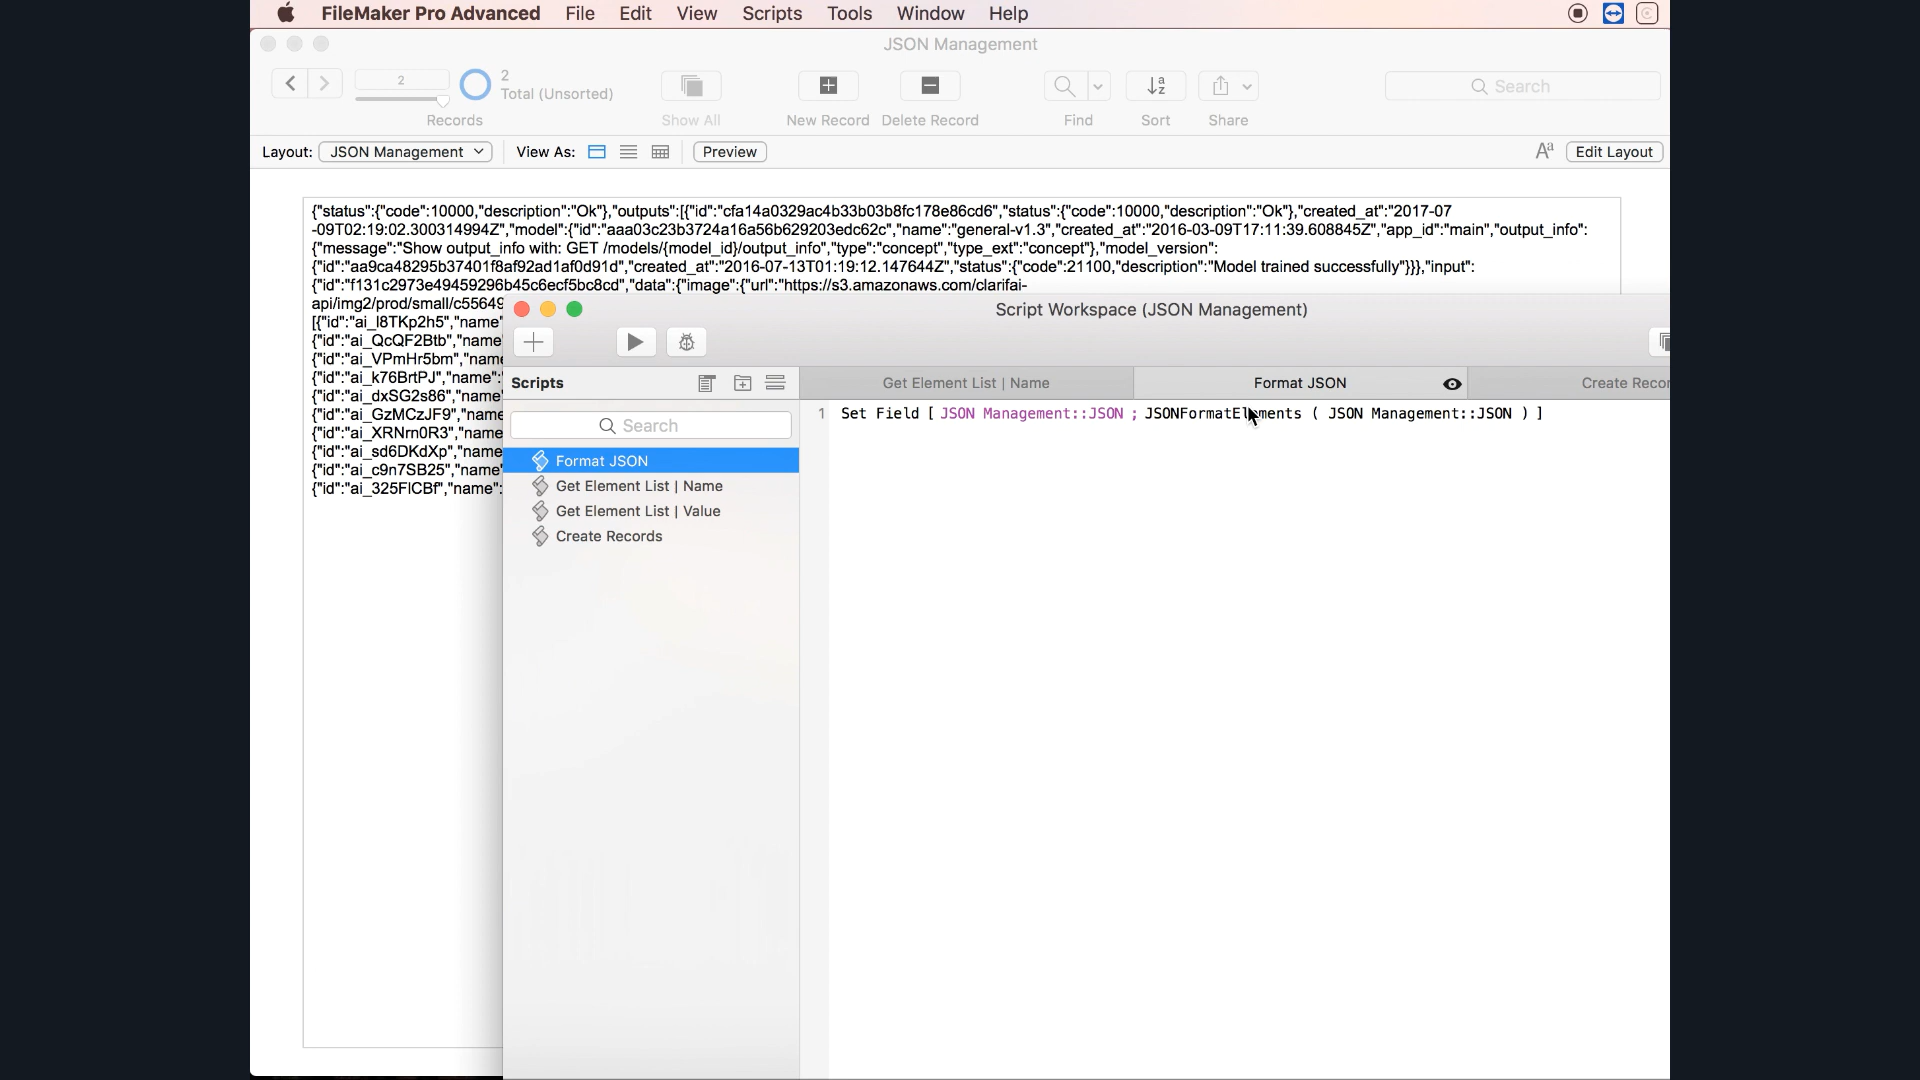 FileMaker Pro Advanced File Edit View Scripts Tools Window Help
JSON Management
2
2
Total (Unsorted)
Records
Show All
New Record
Delete Record
Find
Sort
Share
Search
Layout: JSON Management
View As:
Preview
Aa
Edit Layout
{"status":{"code":10000,"description":"Ok"},"outputs":[{"id":"cfa14a0329ac4b33b03b8fc178e86cd6","status":{"code":10000,"description":"Ok"},"created_at":"2017-07
-09T02:19:02.300314994Z","model":{"id":"aaa03c23b3724a16a56b629203edc62c","name":"general-v1.3","created_at":"2016-03-09T17:11:39.608845Z","app_id":"main","output_info":
{"message":"Show output_info with: GET /models/{model_id}/output_info","type":"concept","type_ext":"concept"},"model_version":
{"id":"aa9ca48295b37401f8af92ad1af0d91d","created_at":"2016-07-13T01:19:12.147644Z","status":{"code":21100,"description":"Model trained successfully"}}},"input":
{"id":"f131c2973e49459296b45c6ecf5bc8cd","data":{"image":{"url":"https://s3.amazonaws.com/clarifai-
api/img2/prod/small/c55649
[{"id":"ai_l8TKp2h5","name"
{"id":"ai_QcQF2Btb","name
{"id":"ai_VPmHr5bm","name
{"id":"ai_k76BrtPJ","name":
{"id":"ai_dxSG2s86","name
{"id":"ai_GzMCzJF9","name
{"id":"ai_XRNrn0R3","name
{"id":"ai_sd6DKdXp","name
{"id":"ai_c9n7SB25","name"
{"id":"ai_325FlCBf","name":
Script Workspace (JSON Management)
Scripts
Get Element List | Name
Format JSON
Create Recor
Search
Format JSON
Get Element List | Name
Get Element List | Value
Create Records
1 Set Field [ JSON Management::JSON ; JSONFormatElements ( JSON Management::JSON ) ]